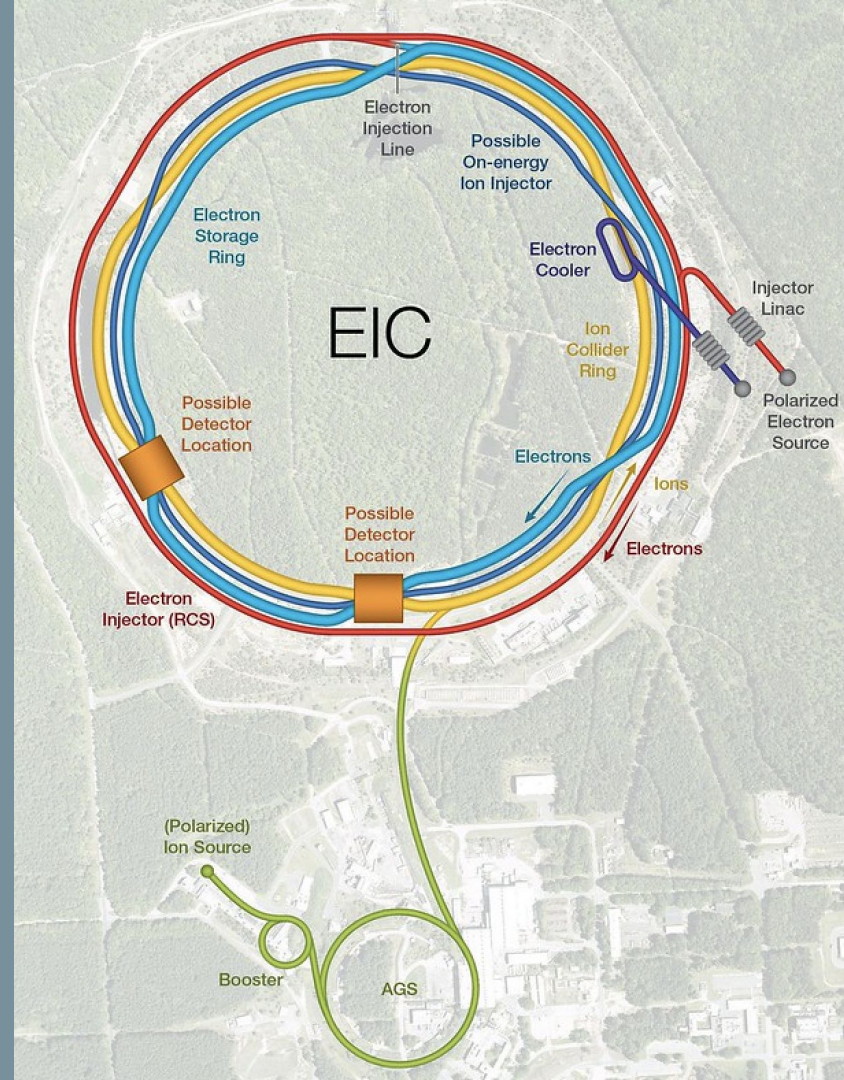 Electron
Injection
Line
Possible
On-energy
Ion Injector
Electron
Storage
Ring
Electron
Cooler
Injector
Linac
EIC
Ion
Collider
Ring
Polarized
Electron
Source
Possible
Detector
Location
Electrons
Ions
Possible
Detector
Location
Electrons
Electron
Injector (RCS)
(Polarized)
Ion Source
Booster
AGS